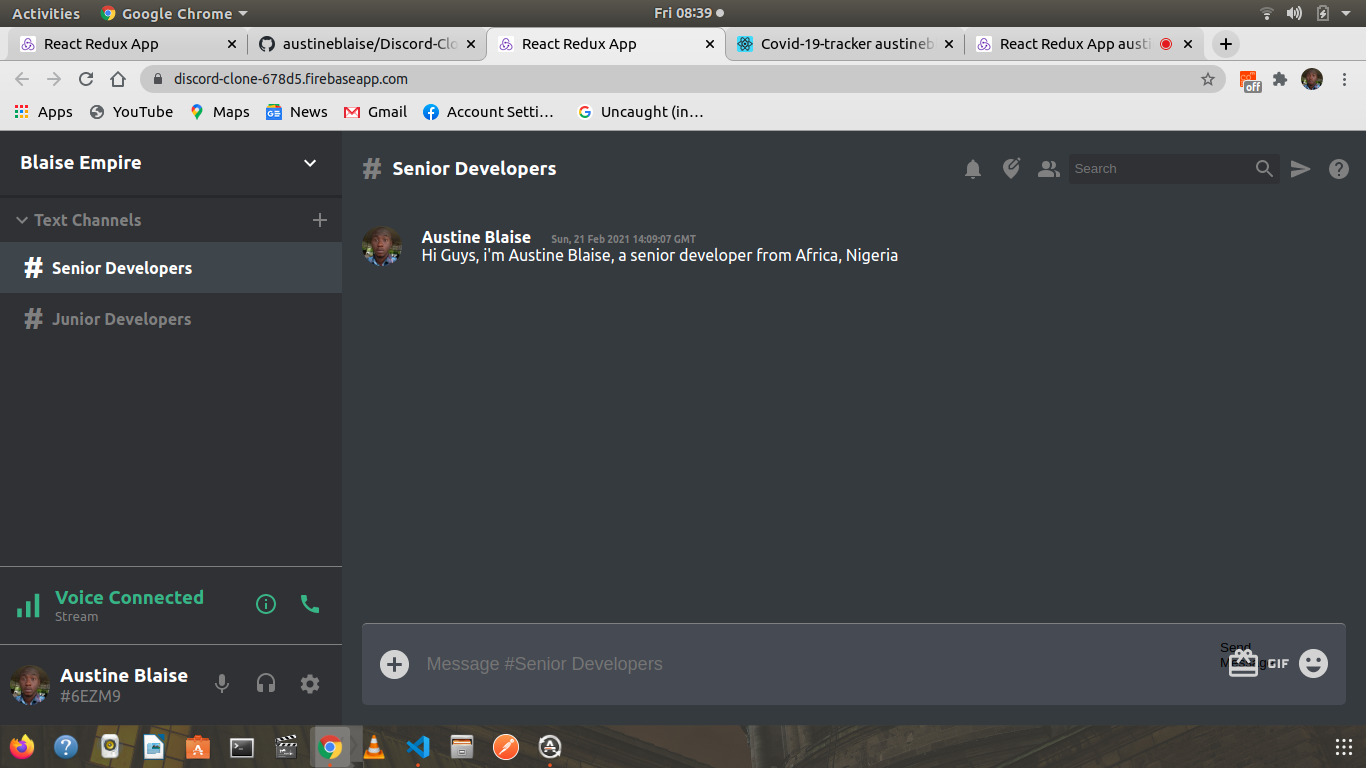 Activities Google Chrome Fri 08:39
React Redux App austineblaise/Discord-Clo React Redux App Covid-19-tracker austineb React Redux App austi
discord-clone-678d5.firebaseapp.com off
Apps YouTube Maps News Gmail Account Setti… Uncaught (in…
Blaise Empire
# Senior Developers Search
Text Channels
# Senior Developers
# Junior Developers
Austine Blaise Sun, 21 Feb 2021 14:09:07 GMT
Hi Guys, i'm Austine Blaise, a senior developer from Africa, Nigeria
Voice Connected
Stream
Austine Blaise
#6EZM9
Message #Senior Developers
Send
Message
GIF